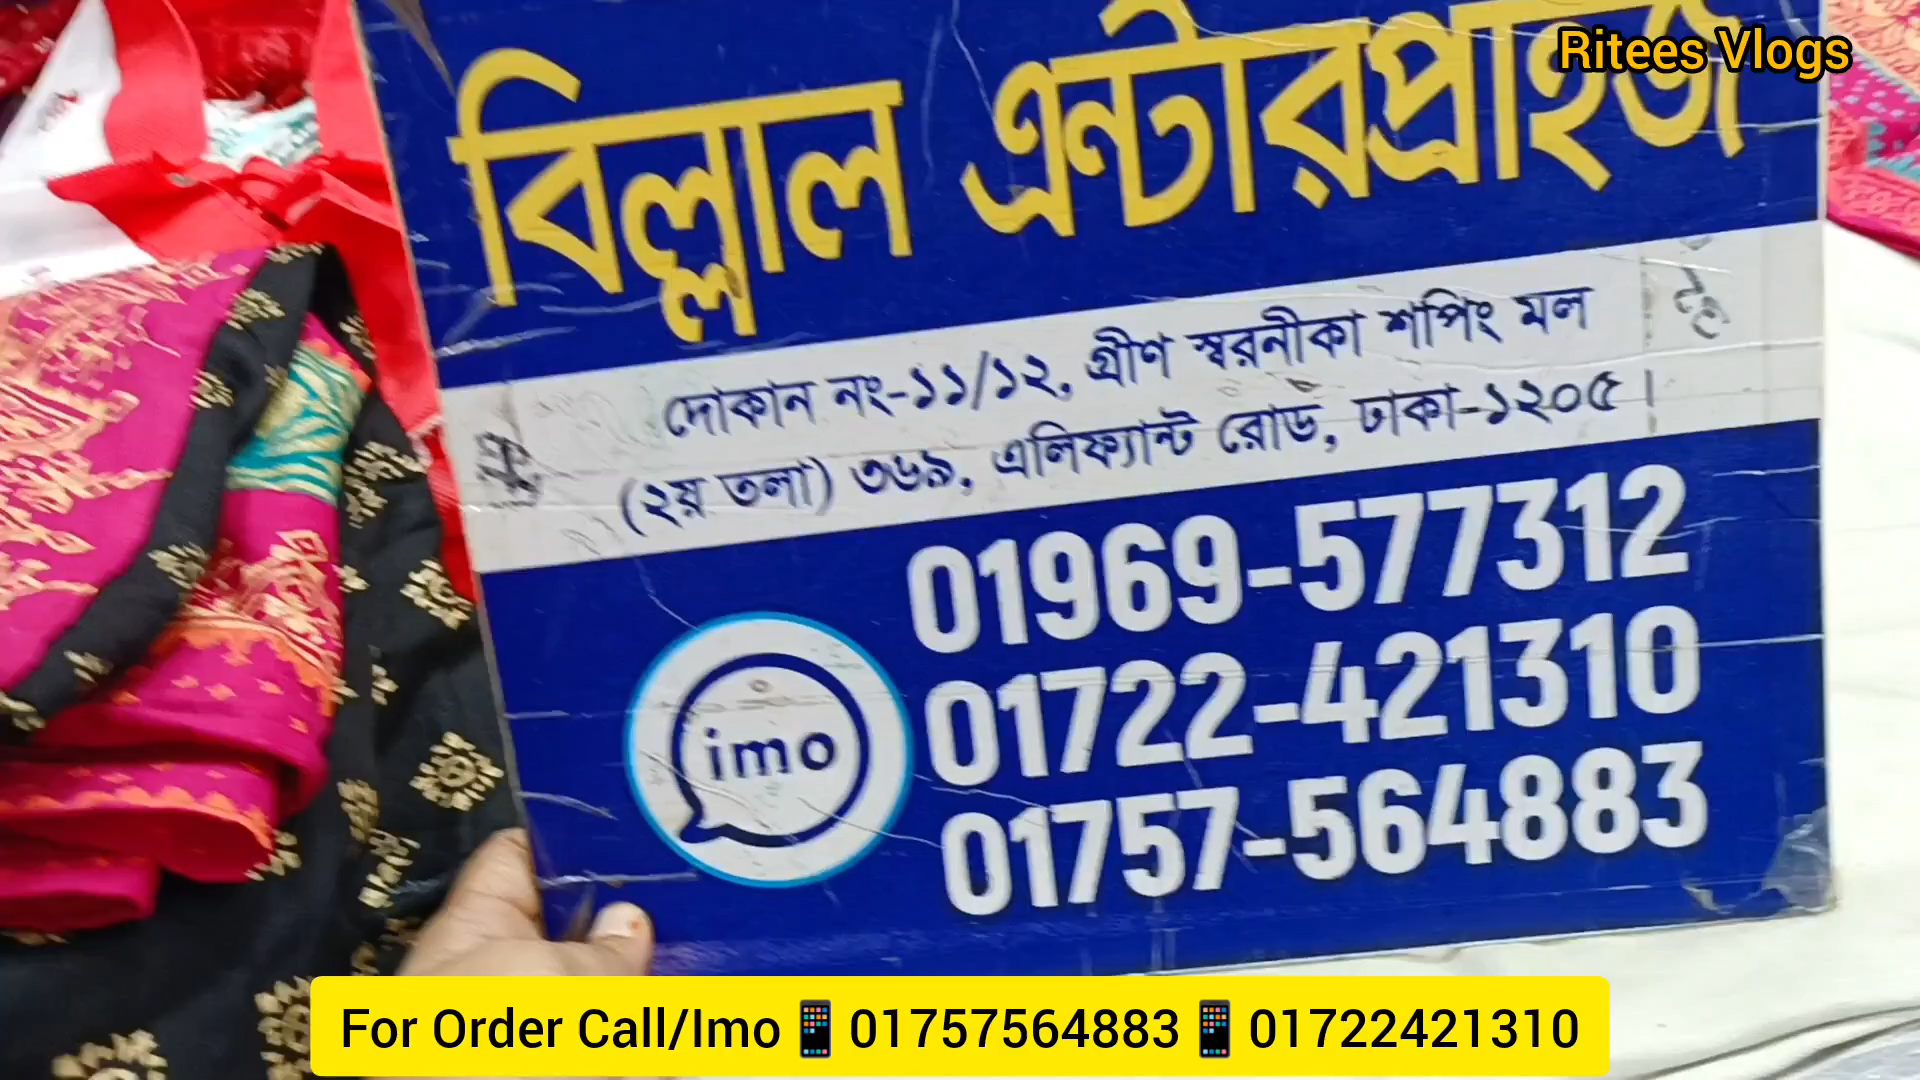 Ritees Vlogs
বিল্লাল এন্টারপ্রাইজ
দোকান নং-১১/১২, গ্রীণ স্বরনীকা শপিং মল
(২য় তলা) ৩৬৯, এলিফ্যান্ট রোড, ঢাকা-১২০৫।
01969-577312
01722-421310
imo
01757-564883
For Order Call/Imo📱01757564883📱01722421310